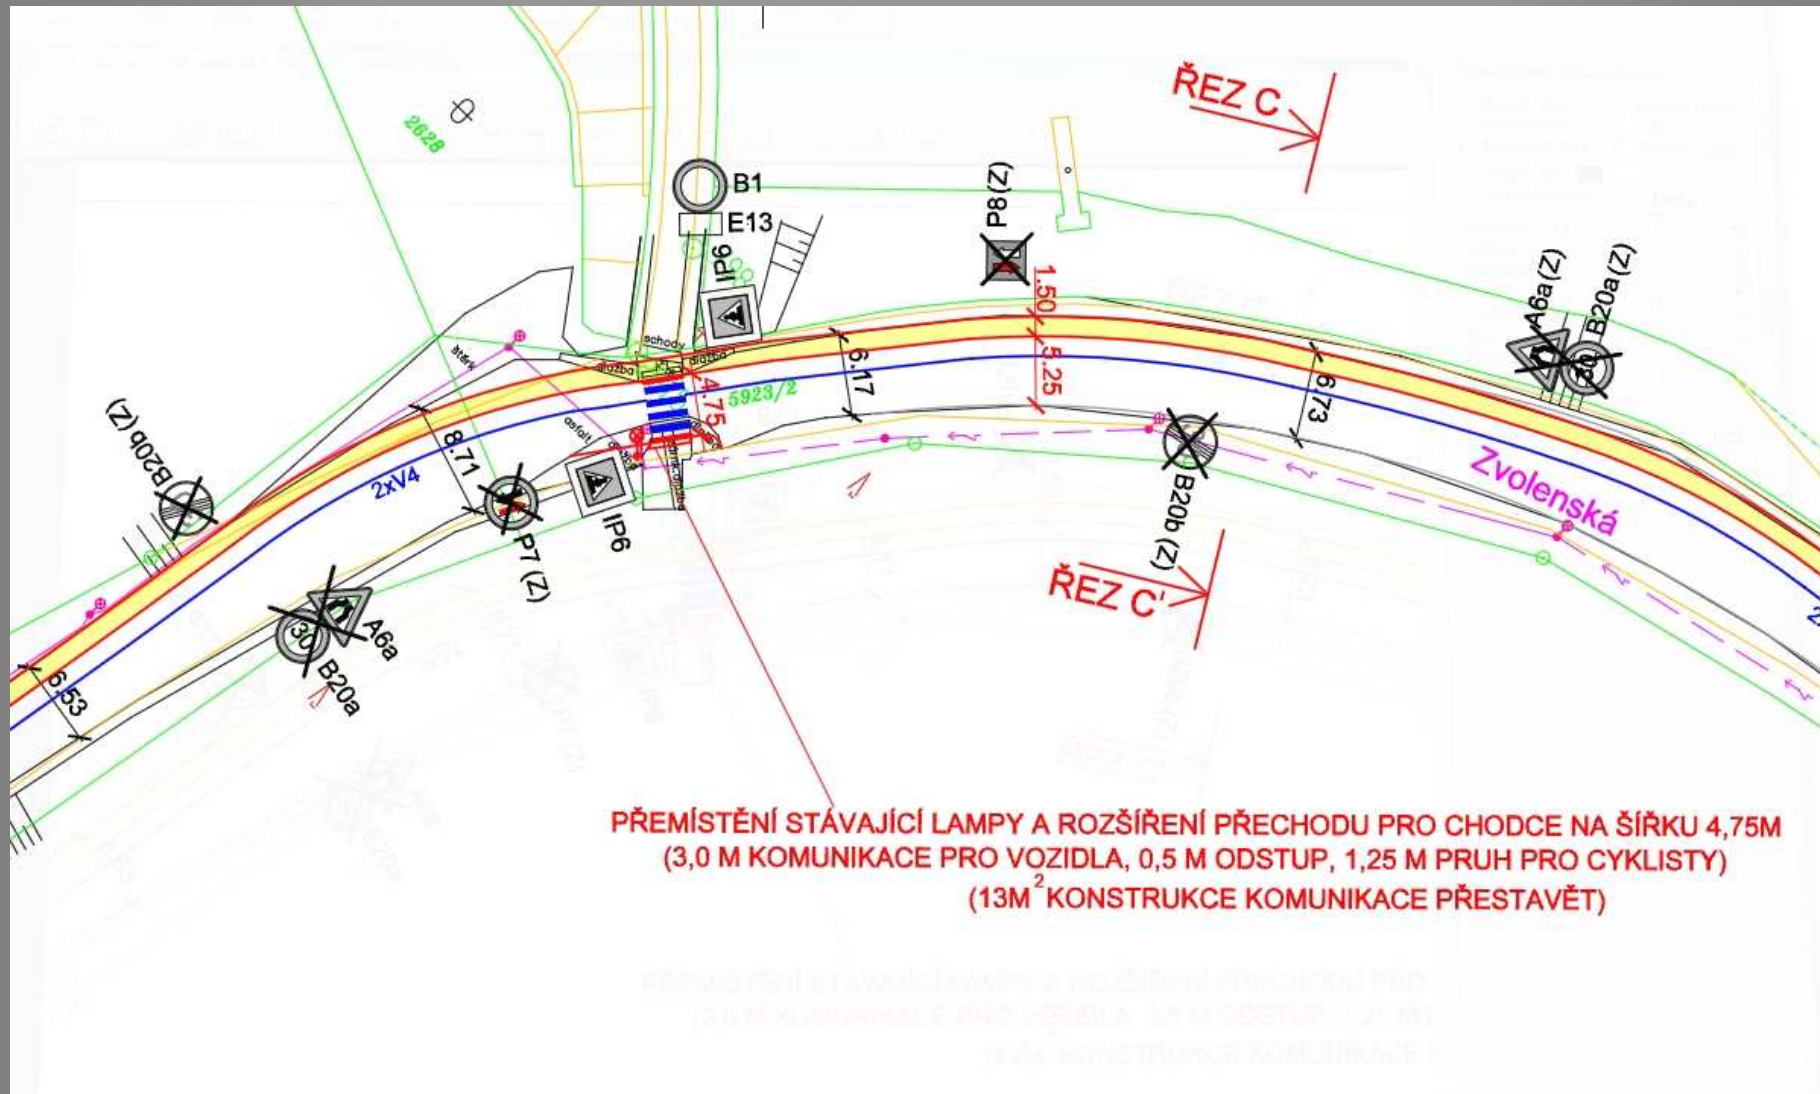 ŘEZ C
2628
B1
E13
IP6
P8(Z)
A6a(Z)
B20a(Z)
1.50
5.25
6.17
6.73
schody
dlažba
dlažba
štěrk
asfalt
4.75
5923/2
8.71
2xV4
B20b (Z)
P7 (Z)
IP6
B20b (Z)
Zvolenská
ŘEZ C'
30
30
A6a
B20a
6.53
PŘEMÍSTĚNÍ STÁVAJÍCÍ LAMPY A ROZŠÍŘENÍ PŘECHODU PRO CHODCE NA ŠÍŘKU 4,75M
(3,0 M KOMUNIKACE PRO VOZIDLA, 0,5 M ODSTUP, 1,25 M PRUH PRO CYKLISTY)
(13M² KONSTRUKCE KOMUNIKACE PŘESTAVĚT)